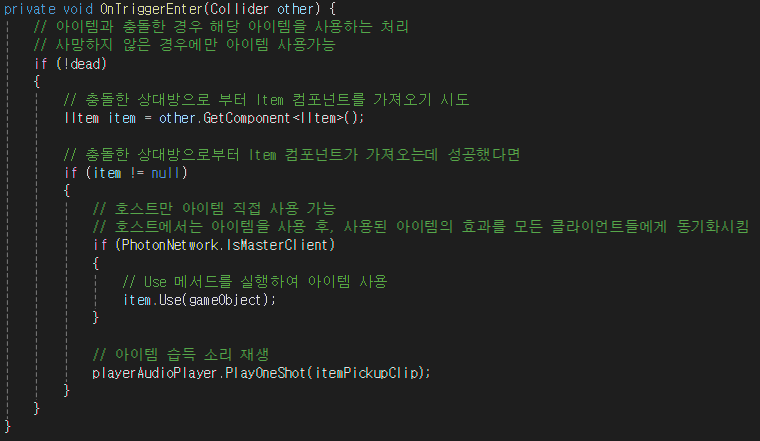 private void OnTriggerEnter(Collider other) {
// 아이템과 충돌한 경우 해당 아이템을 사용하는 처리
// 사망하지 않은 경우에만 아이템 사용가능
if (!dead)
{
// 충돌한 상대방으로 부터 Item 컴포넌트를 가져오기 시도
IItem item = other.GetComponent<IItem>();
// 충돌한 상대방으로부터 Item 컴포넌트가 가져오는데 성공했다면
if (item != null)
{
// 호스트만 아이템 직접 사용 가능
// 호스트에서는 아이템을 사용 후, 사용된 아이템의 효과를 모든 클라이언트들에게 동기화시킴
if (PhotonNetwork.IsMasterClient)
{
// Use 메서드를 실행하여 아이템 사용
item.Use(gameObject);
}
// 아이템 습득 소리 재생
playerAudioPlayer.PlayOneShot(itemPickupClip);
}
}
}